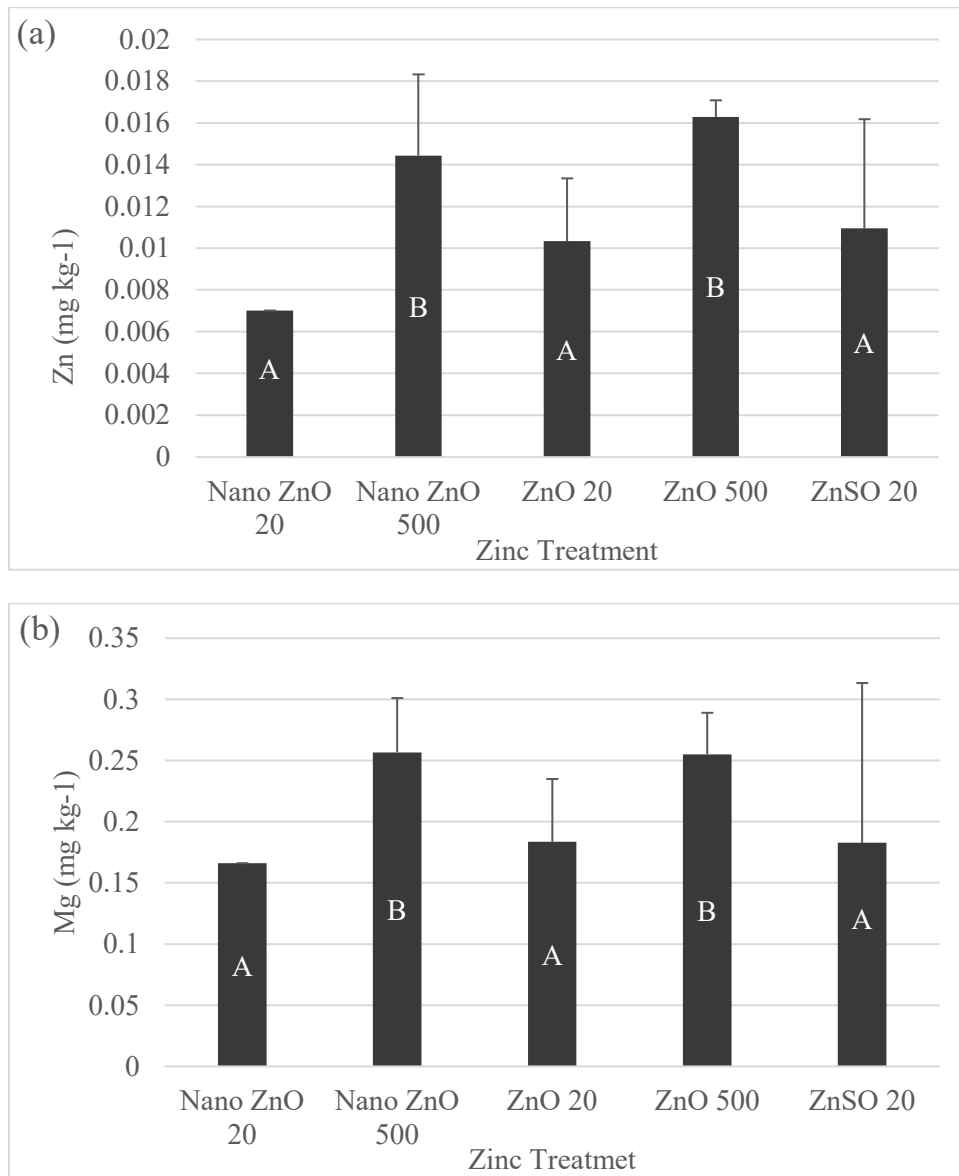 (a)
Zn (mg kg-1)
0.02
0.018
0.016
0.014
0.012
0.01
0.008
0.006
0.004
0.002
0
A
B
A
B
A
Nano ZnO
20
Nano ZnO
500
ZnO 20
ZnO 500
ZnSO 20
Zinc Treatment
(b)
Mg (mg kg-1)
0.35
0.3
0.25
0.2
0.15
0.1
0.05
0
A
B
A
B
A
Nano ZnO
20
Nano ZnO
500
ZnO 20
ZnO 500
ZnSO 20
Zinc Treatmet